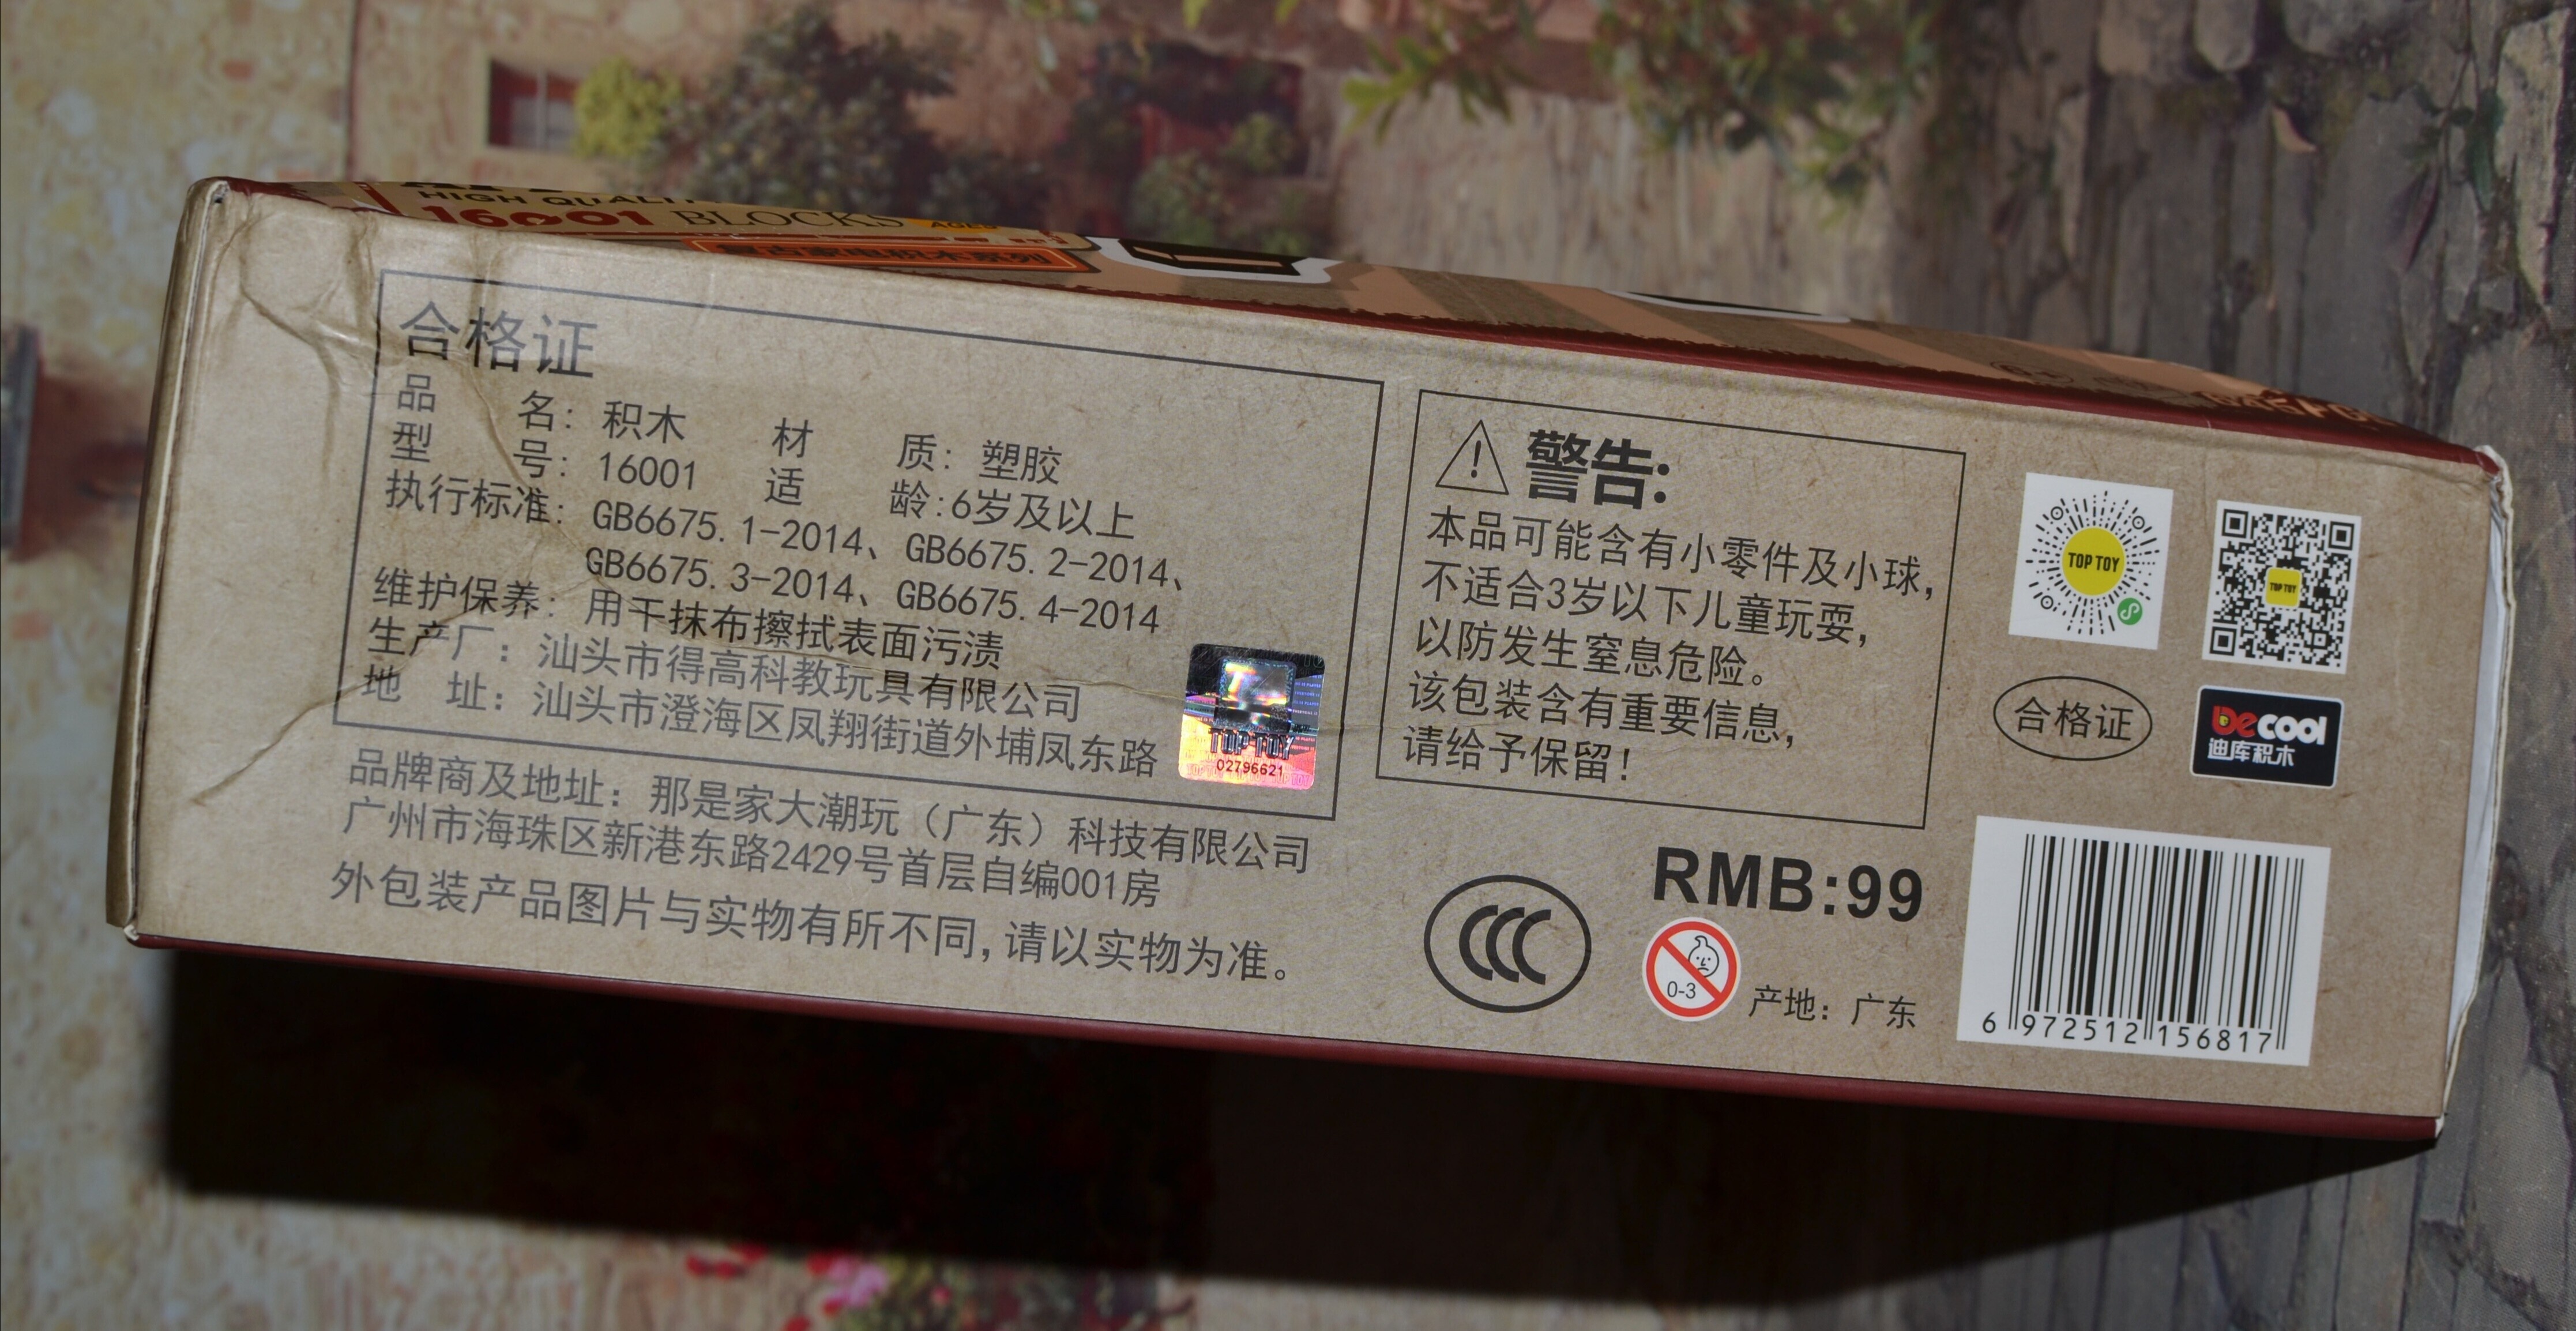 HIGH QUALITY
16001 BLOCKS
复古家电积木系列
合格证
品 名: 积木 材 质: 塑胶
型 号: 16001 适 龄:6岁及以上
执行标准: GB6675.1-2014、GB6675.2-2014、
GB6675.3-2014、GB6675.4-2014
维护保养: 用干抹布擦拭表面污渍
生产厂: 汕头市得高科教玩具有限公司
地 址: 汕头市澄海区凤翔街道外埔凤东路
TOP TOY
02796621
品牌商及地址: 那是家大潮玩（广东）科技有限公司
广州市海珠区新港东路2429号首层自编001房
外包装产品图片与实物有所不同,请以实物为准。
警告:
本品可能含有小零件及小球,
不适合3岁以下儿童玩耍,
以防发生窒息危险。
该包装含有重要信息,
请给予保留!
TOP TOY
TOP TOY
合格证
decool
迪库积木
CCC
RMB:99
0-3
产地: 广东
6 972512 156817